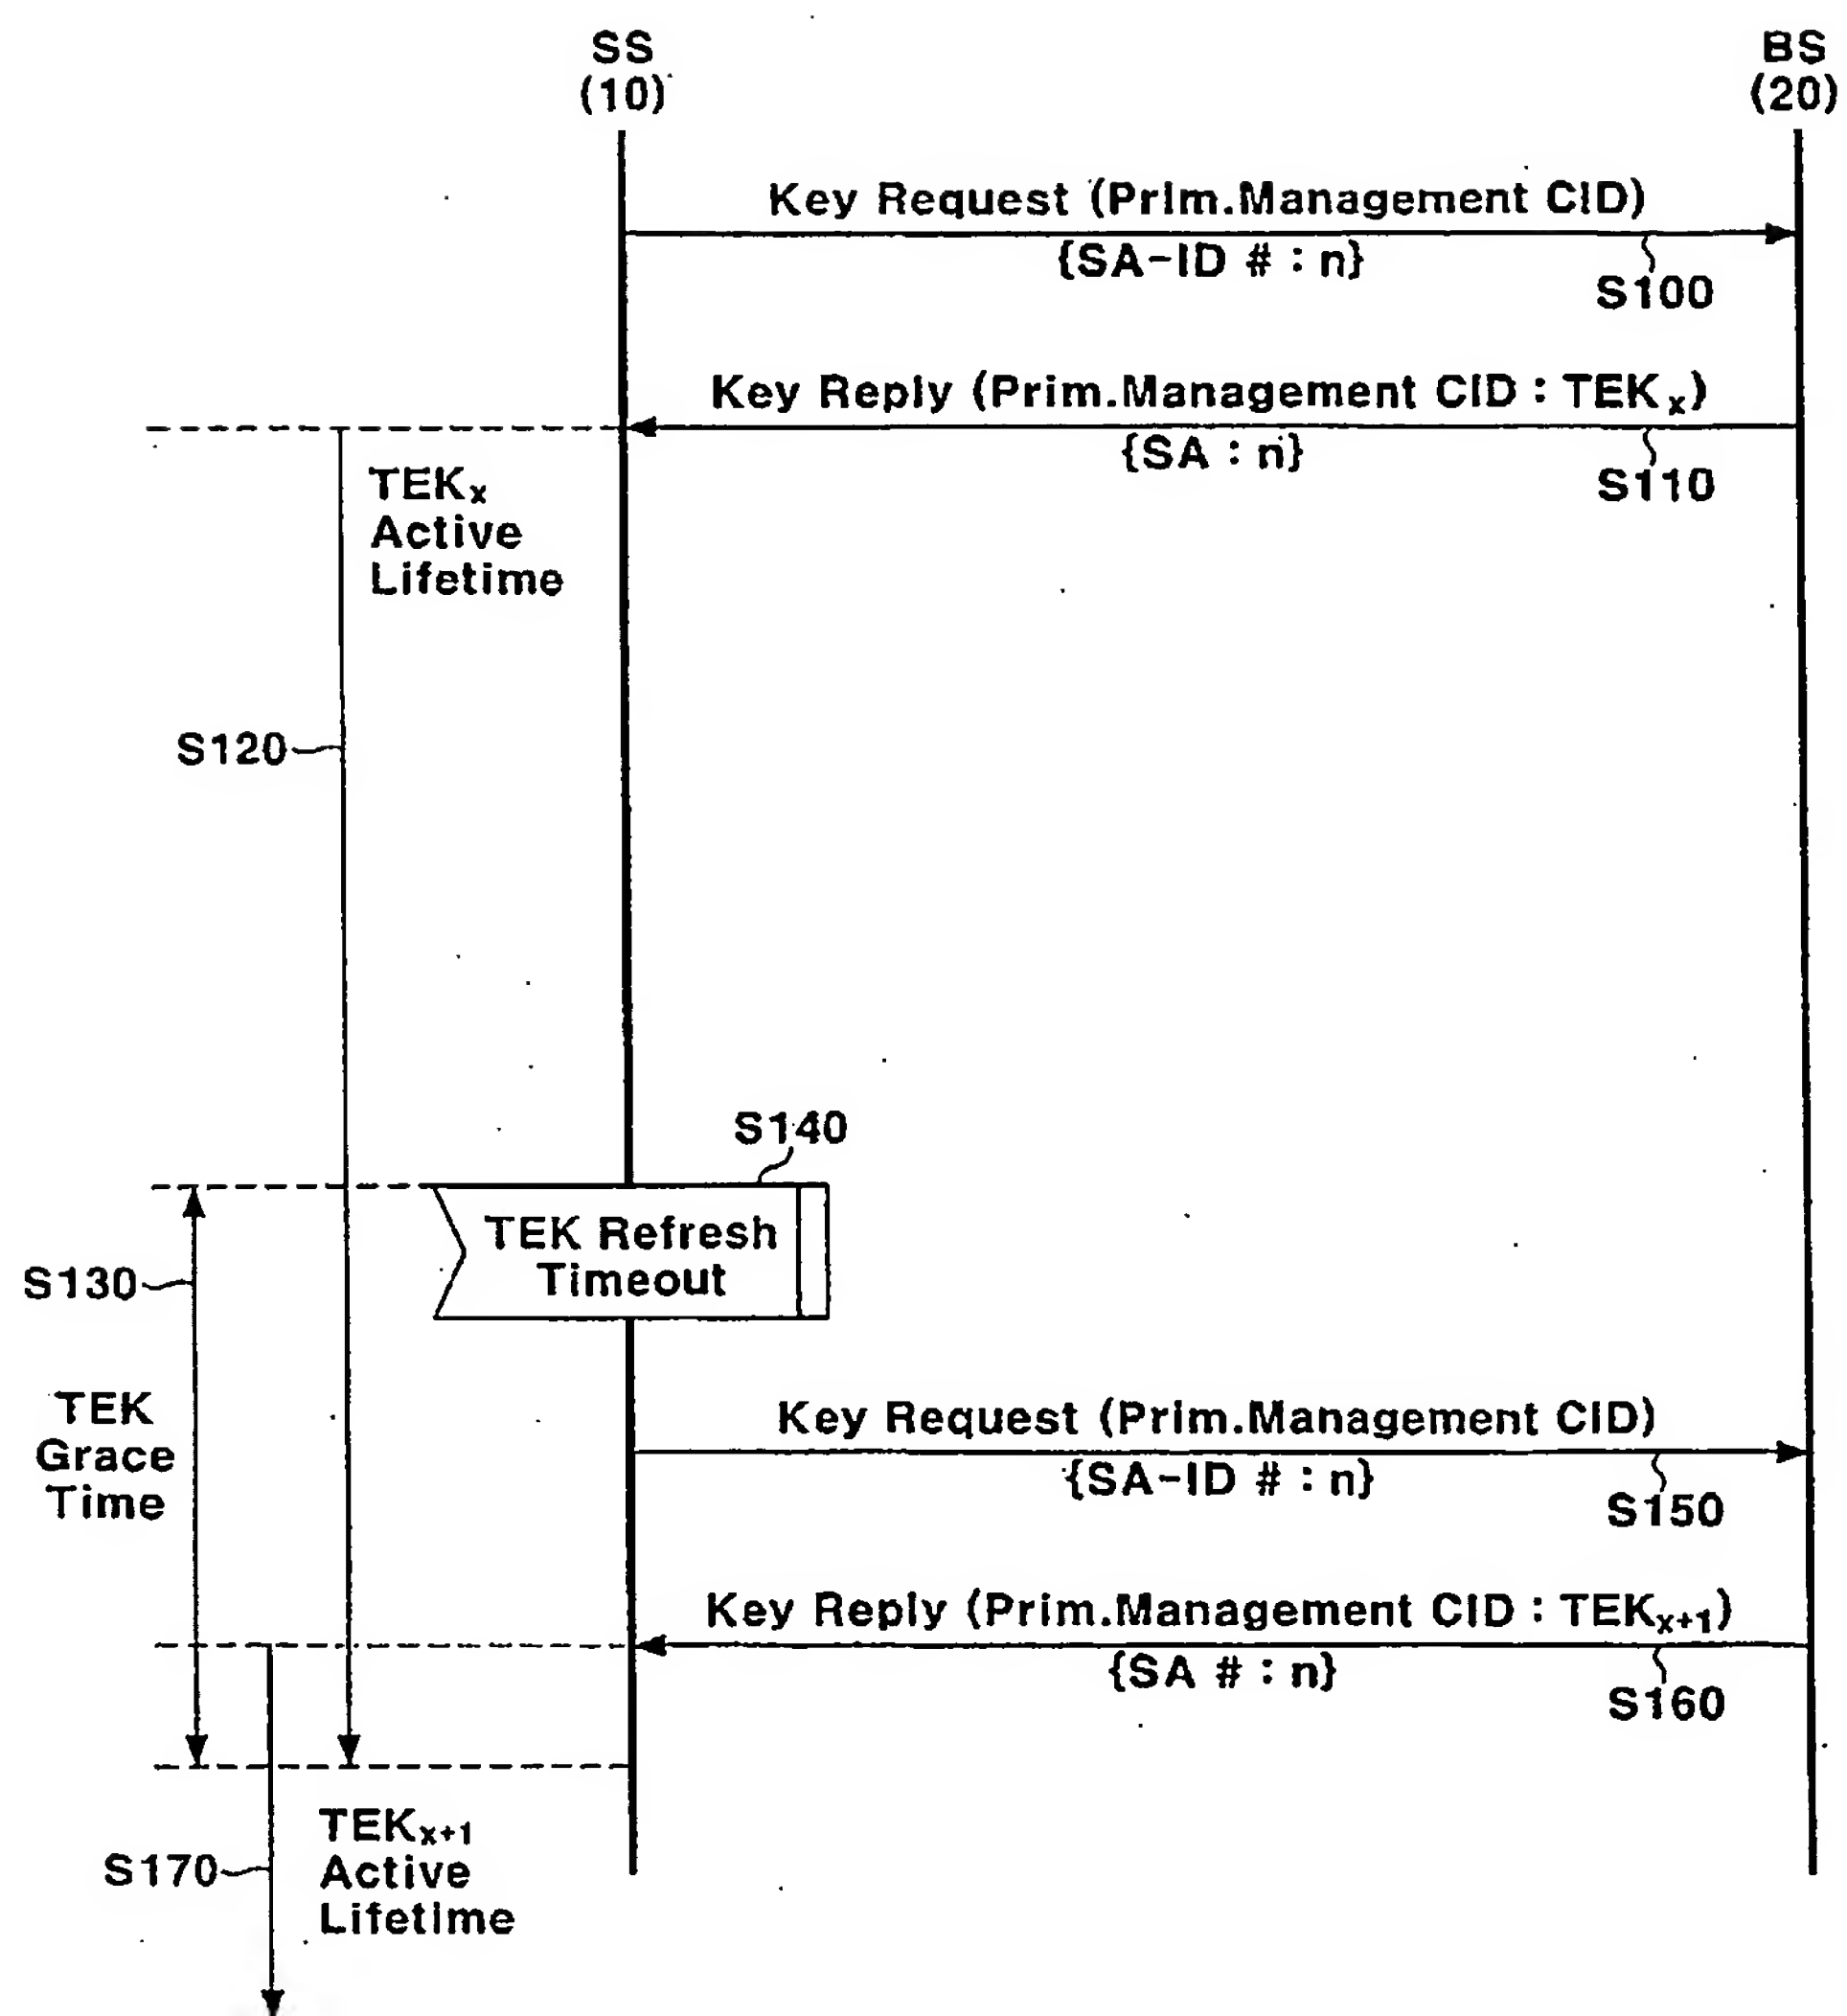 SS
(10)
BS
(20)
Key Request (Prim.Management CID)
{SA-ID # : n}
S100
Key Reply (Prim.Management CID : TEKx)
{SA : n}
S110
TEKx
Active
Lifetime
S120
S140
TEK Refresh
Timeout
S130
TEK
Grace
Time
Key Request (Prim.Management CID)
{SA-ID # : n}
S150
Key Reply (Prim.Management CID : TEKx+1)
{SA # : n}
S160
TEKx+1
Active
Lifetime
S170